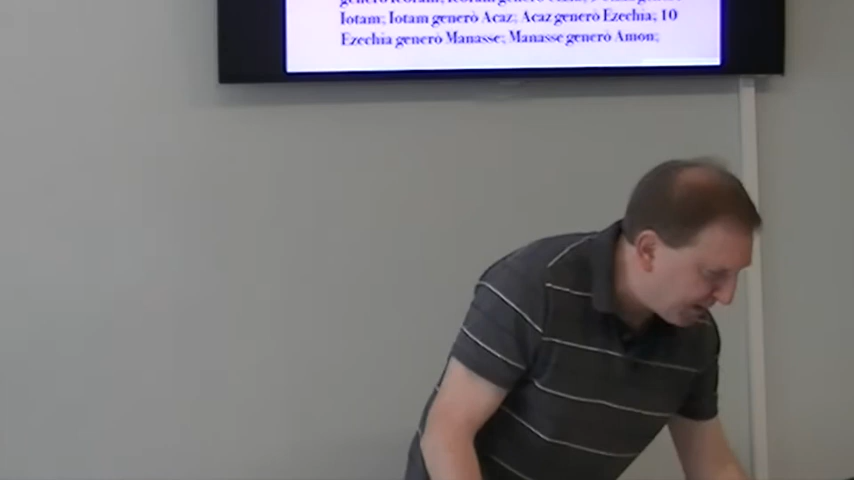 Iotam; Iotam generò Acaz; Acaz generò Ezechia; 10
Ezechia generò Manasse; Manasse generò Amon;